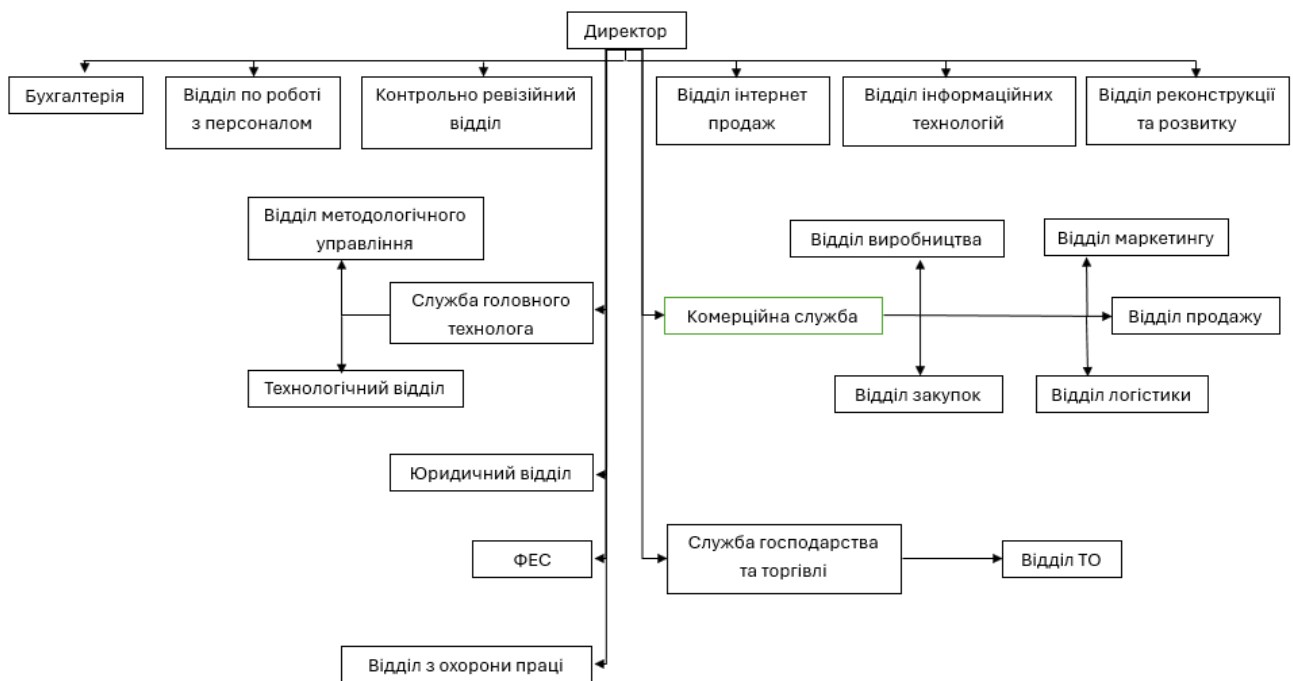 Директор
Бухгалтерія
Відділ по роботі
з персоналом
Контрольно ревізійний
відділ
Відділ інтернет
продаж
Відділ інформаційних
технологій
Відділ реконструкції
та розвитку
Відділ методологічного
управління
Служба головного
технолога
Технологічний відділ
Відділ виробництва
Відділ маркетингу
Комерційна служба
Відділ продажу
Відділ закупок
Відділ логістики
Юридичний відділ
ФЕС
Служба господарства
та торгівлі
Відділ ТО
Відділ з охорони праці